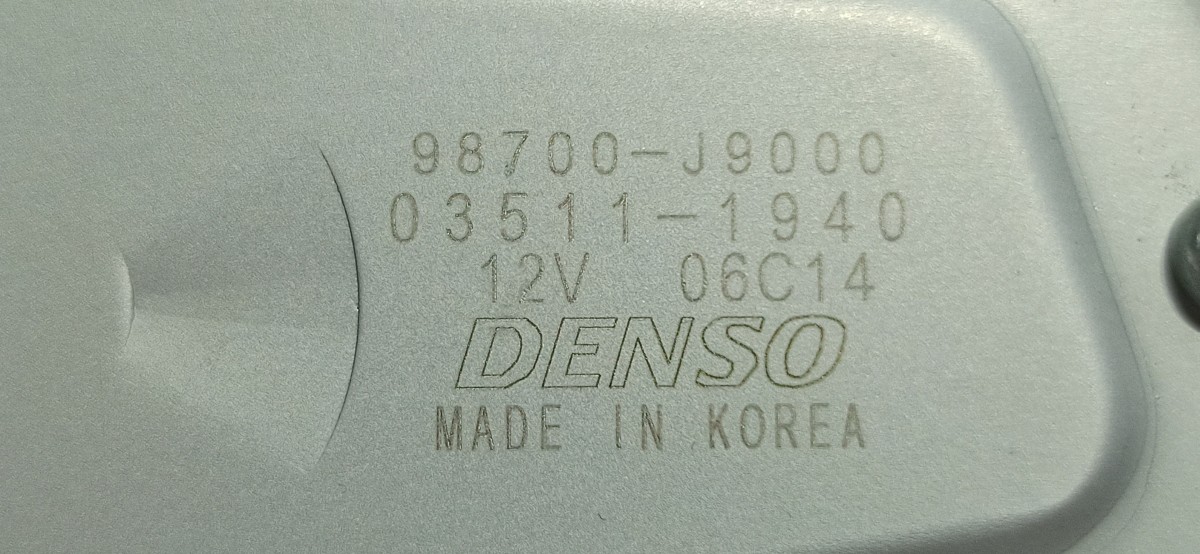 98700-J9000
03511-1940
12V 06C14
DENSO
MADE IN KOREA